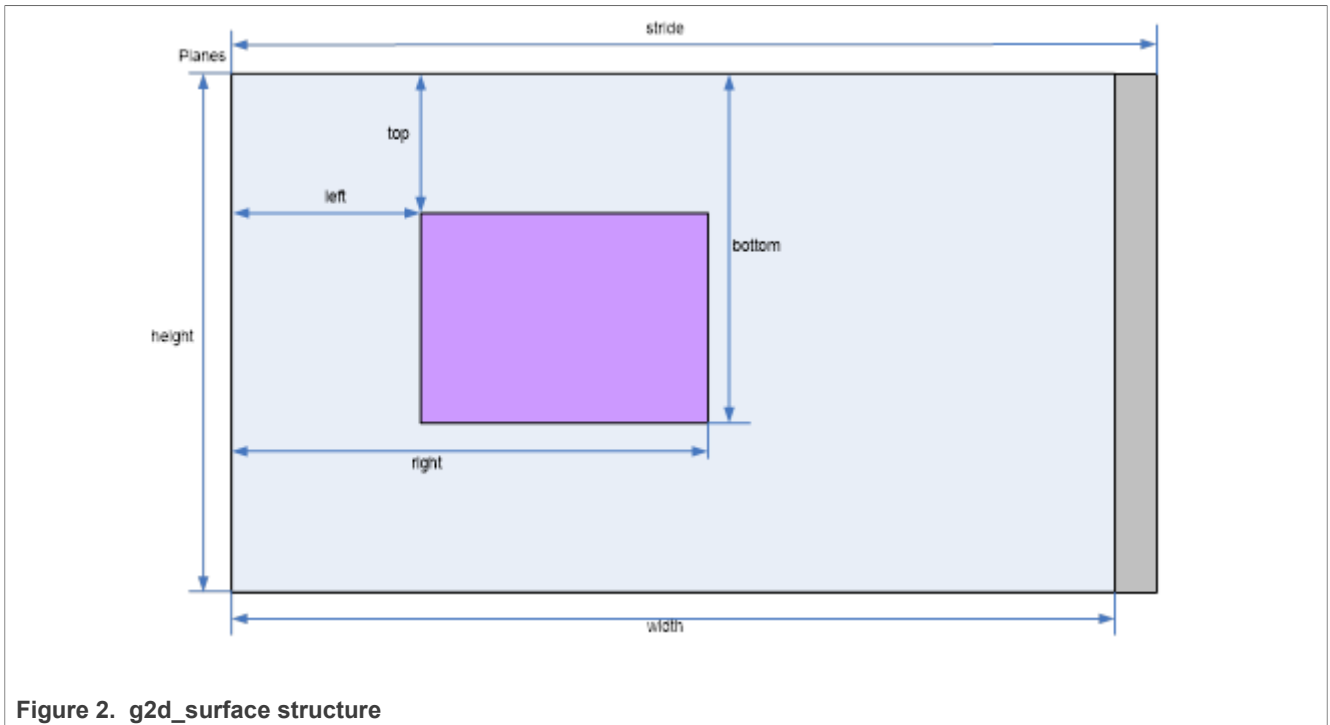 stride
Planes
top
left
bottom
height
right
width
Figure 2. g2d_surface structure